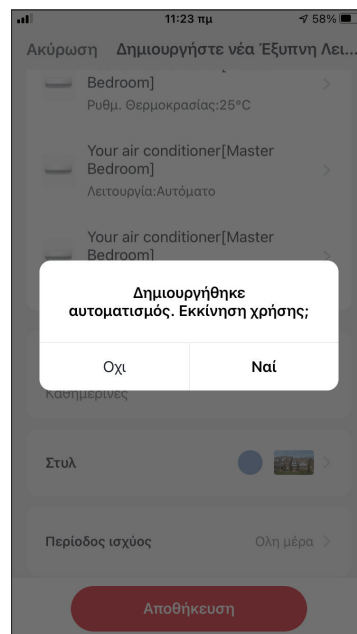 11:23 πμ
58%
Ακύρωση Δημιουργήστε νέα Έξυπνη Λει...
Bedroom]
Ρυθμ. Θερμοκρασίας:25°C
Your air conditioner[Master
Bedroom]
Λειτουργία:Αυτόματο
Your air conditioner[Master
Bedroom]
Δημιουργήθηκε
αυτοματισμός. Εκκίνηση χρήσης;
Οχι
Ναί
Καθημερινές
Στυλ
Περίοδος ισχύος
Ολη μέρα
Αποθήκευση